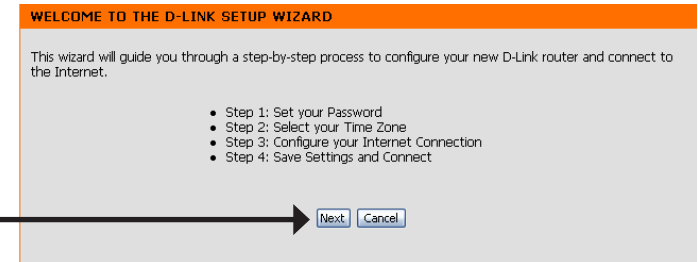 WELCOME TO THE D-LINK SETUP WIZARD
This wizard will guide you through a step-by-step process to configure your new D-Link router and connect to
the Internet.
• Step 1: Set your Password
• Step 2: Select your Time Zone
• Step 3: Configure your Internet Connection
• Step 4: Save Settings and Connect
Next Cancel